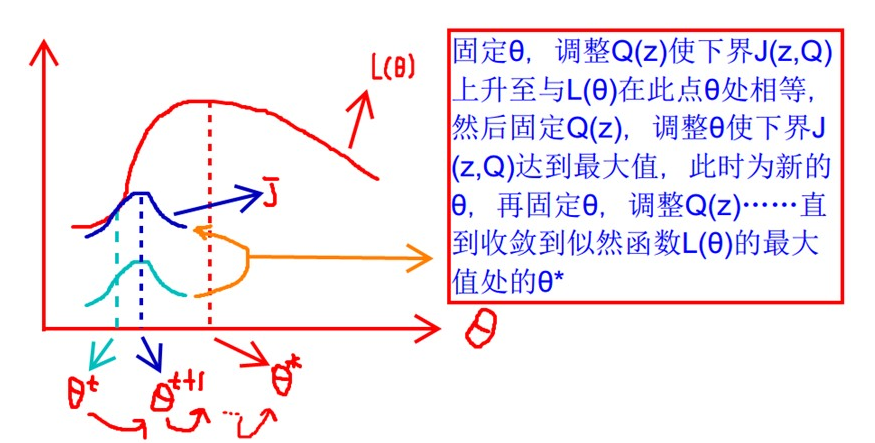 L(θ)
J
θ
θᵗ
θᵗ⁺¹
...
θ*
固定θ，调整Q(z)使下界J(z,Q)
上升至与L(θ)在此点θ处相等，
然后固定Q(z)，调整θ使下界J
(z,Q)达到最大值，此时为新的
θ，再固定θ，调整Q(z)……直
到收敛到似然函数L(θ)的最大
值处的θ*